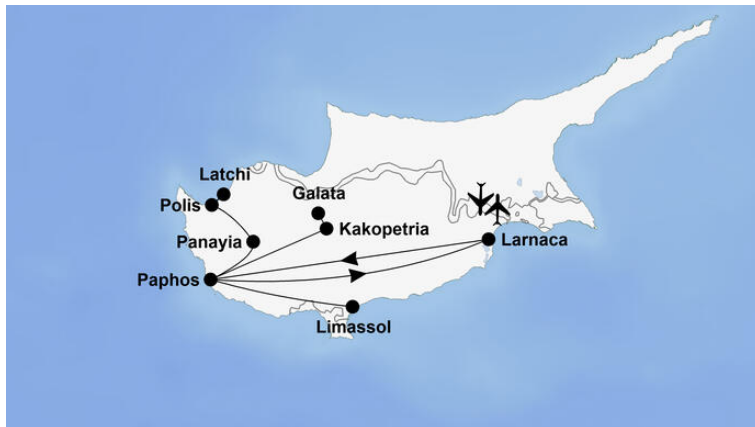 Latchi
Galata
Polis
Kakopetria
Panayia
Larnaca
Paphos
Limassol